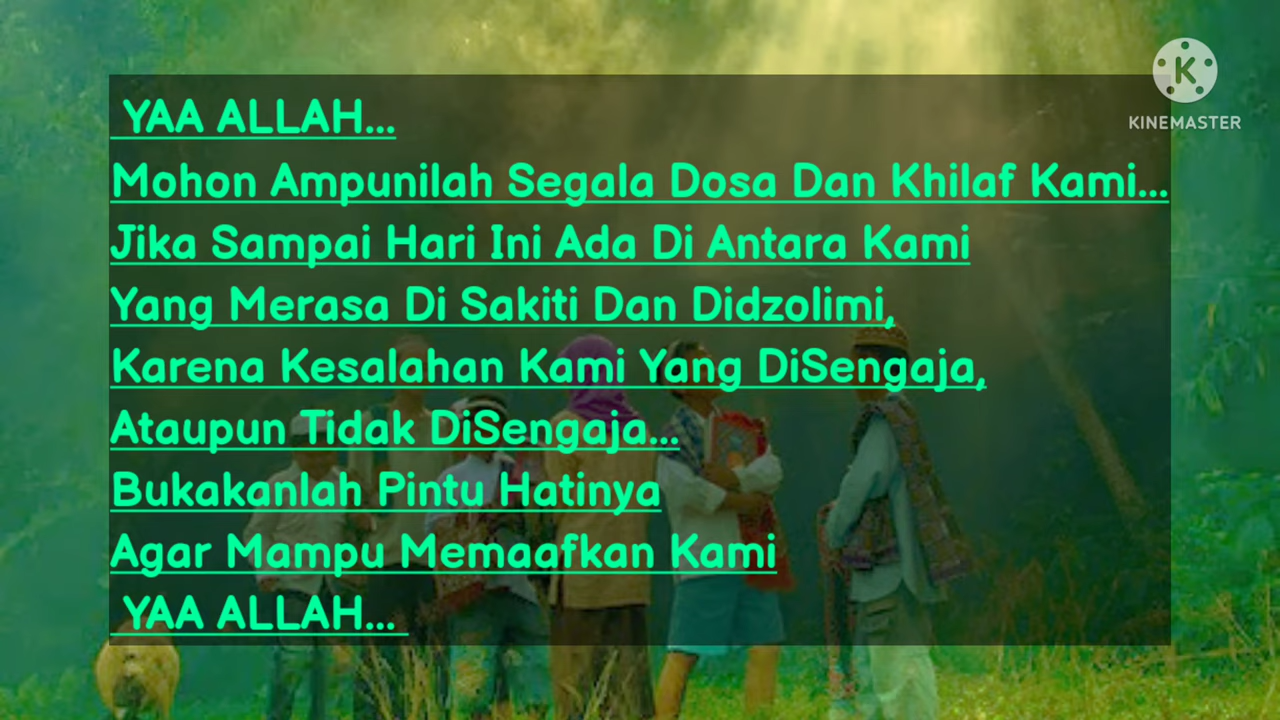 YAA ALLAH...
Mohon Ampunilah Segala Dosa Dan Khilaf Kami...
Jika Sampai Hari Ini Ada Di Antara Kami
Yang Merasa Di Sakiti Dan Didzolimi,
Karena Kesalahan Kami Yang DiSengaja,
Ataupun Tidak DiSengaja...
Bukakanlah Pintu Hatinya
Agar Mampu Memaafkan Kami
YAA ALLAH...
K
KINEMASTER